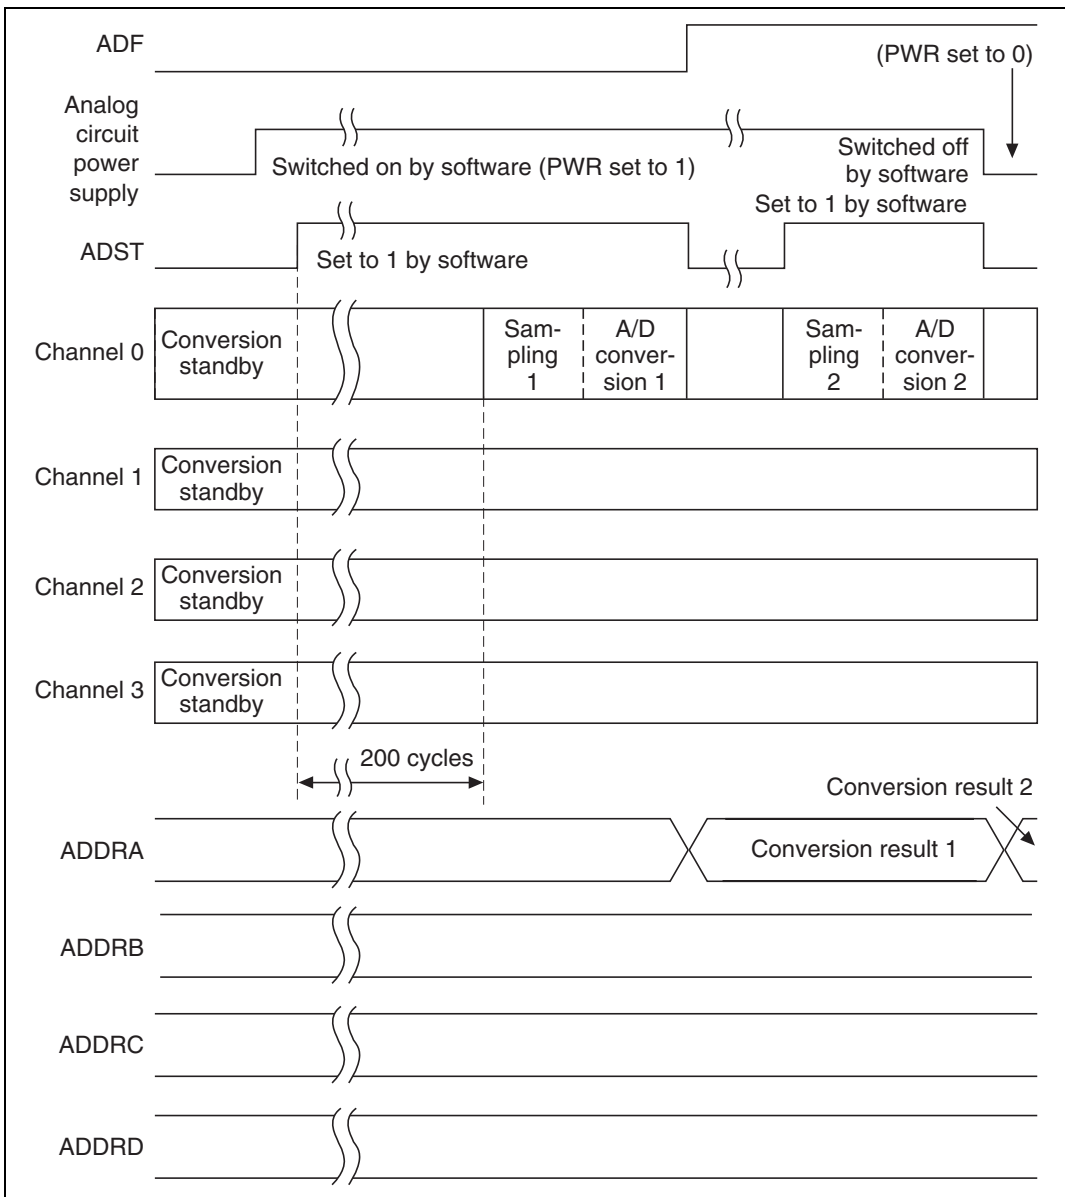 ADF
(PWR set to 0)
Analog
circuit
power
supply
Switched on by software (PWR set to 1)
Switched off
by software
Set to 1 by software
ADST
Set to 1 by software
Channel 0
Conversion
standby
Sam-
pling
1
A/D
conver-
sion 1
Sam-
pling
2
A/D
conver-
sion 2
Channel 1
Conversion
standby
Channel 2
Conversion
standby
Channel 3
Conversion
standby
200 cycles
Conversion result 2
ADDRA
Conversion result 1
ADDRB
ADDRC
ADDRD